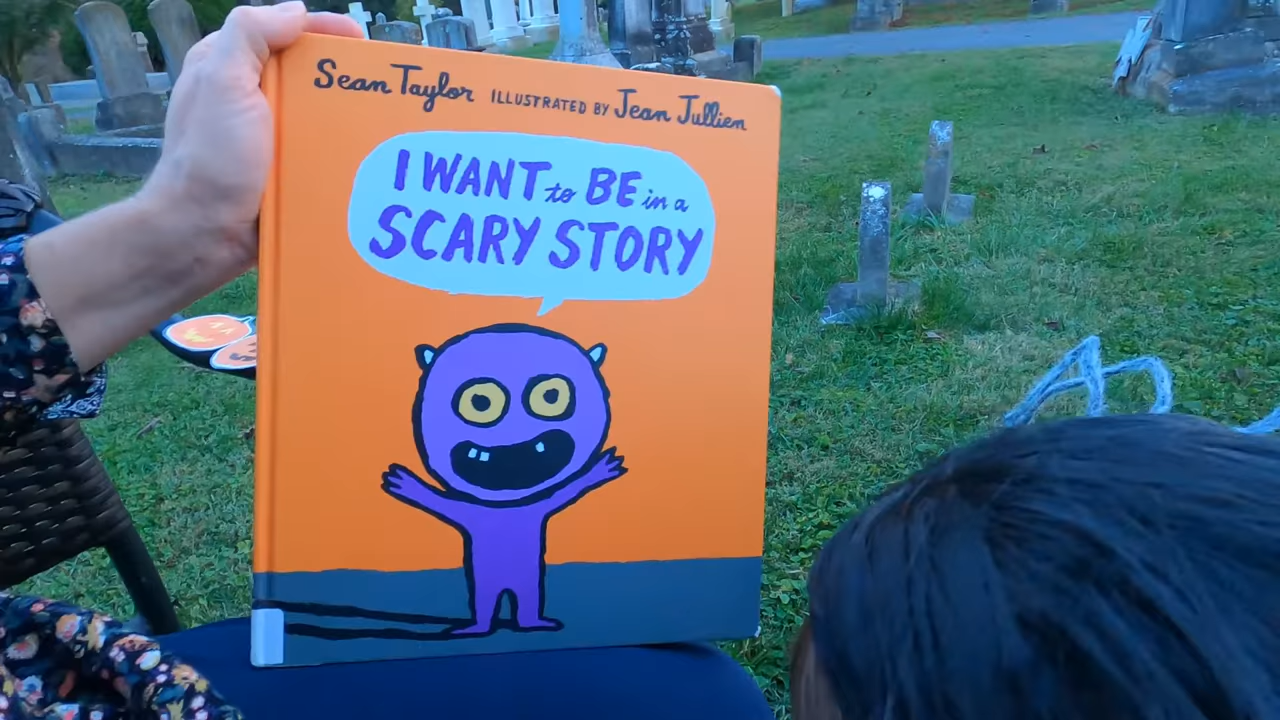 Sean Taylor ILLUSTRATED BY Jean Jullien
I WANT to BE in a
SCARY STORY